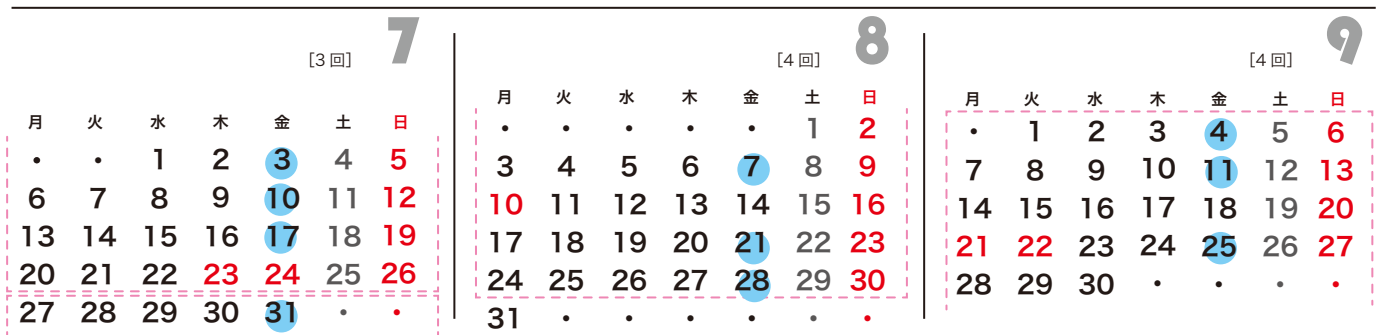 7
[3 回]
月 火 水 木 金 土 日
・ ・ 1 2 3 4 5
6 7 8 9 10 11 12
13 14 15 16 17 18 19
20 21 22 23 24 25 26
27 28 29 30 31 ・ ・
8
[4 回]
月 火 水 木 金 土 日
・ ・ ・ ・ ・ 1 2
3 4 5 6 7 8 9
10 11 12 13 14 15 16
17 18 19 20 21 22 23
24 25 26 27 28 29 30
31 ・ ・ ・ ・ ・ ・
9
[4 回]
月 火 水 木 金 土 日
・ 1 2 3 4 5 6
7 8 9 10 11 12 13
14 15 16 17 18 19 20
21 22 23 24 25 26 27
28 29 30 ・ ・ ・ ・